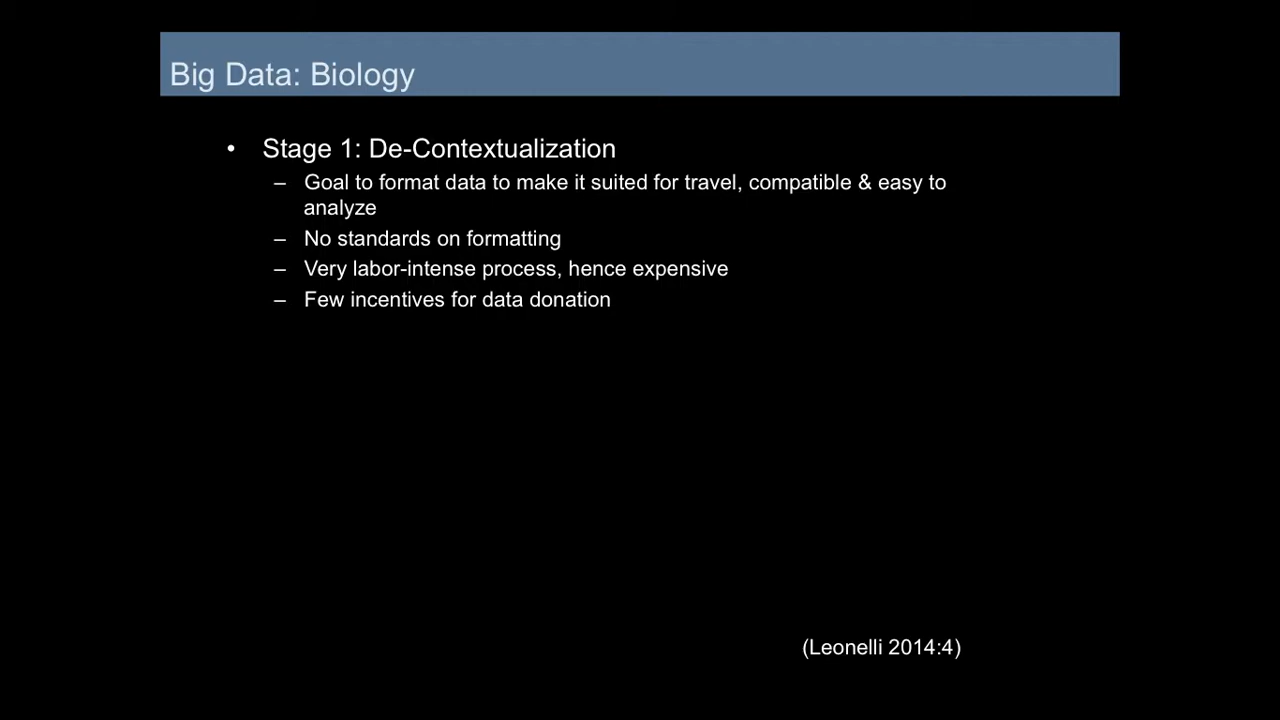 Big Data: Biology
• Stage 1: De-Contextualization
– Goal to format data to make it suited for travel, compatible & easy to
analyze
– No standards on formatting
– Very labor-intense process, hence expensive
– Few incentives for data donation
(Leonelli 2014:4)